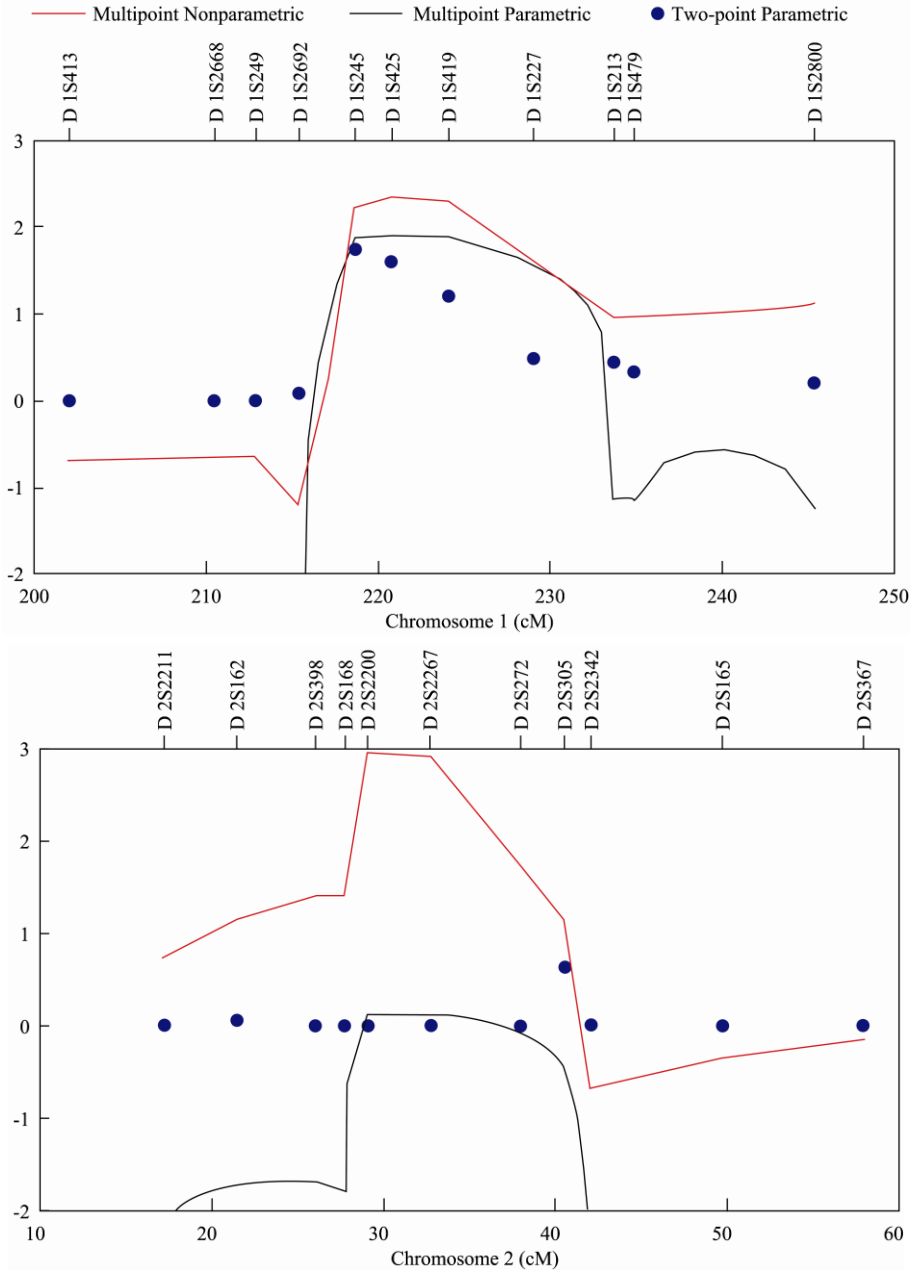 Multipoint Nonparametric Multipoint Parametric Two-point Parametric
D 1S413
D 1S2668
D 1S249
D 1S2692
D 1S245
D 1S425
D 1S419
D 1S227
D 1S213
D 1S479
D 1S2800
3
2
1
0
-1
-2
200 210 220 230 240 250
Chromosome 1 (cM)
D 2S2211
D 2S162
D 2S398
D 2S168
D 2S2200
D 2S2267
D 2S272
D 2S305
D 2S2342
D 2S165
D 2S367
3
2
1
0
-1
-2
10 20 30 40 50 60
Chromosome 2 (cM)